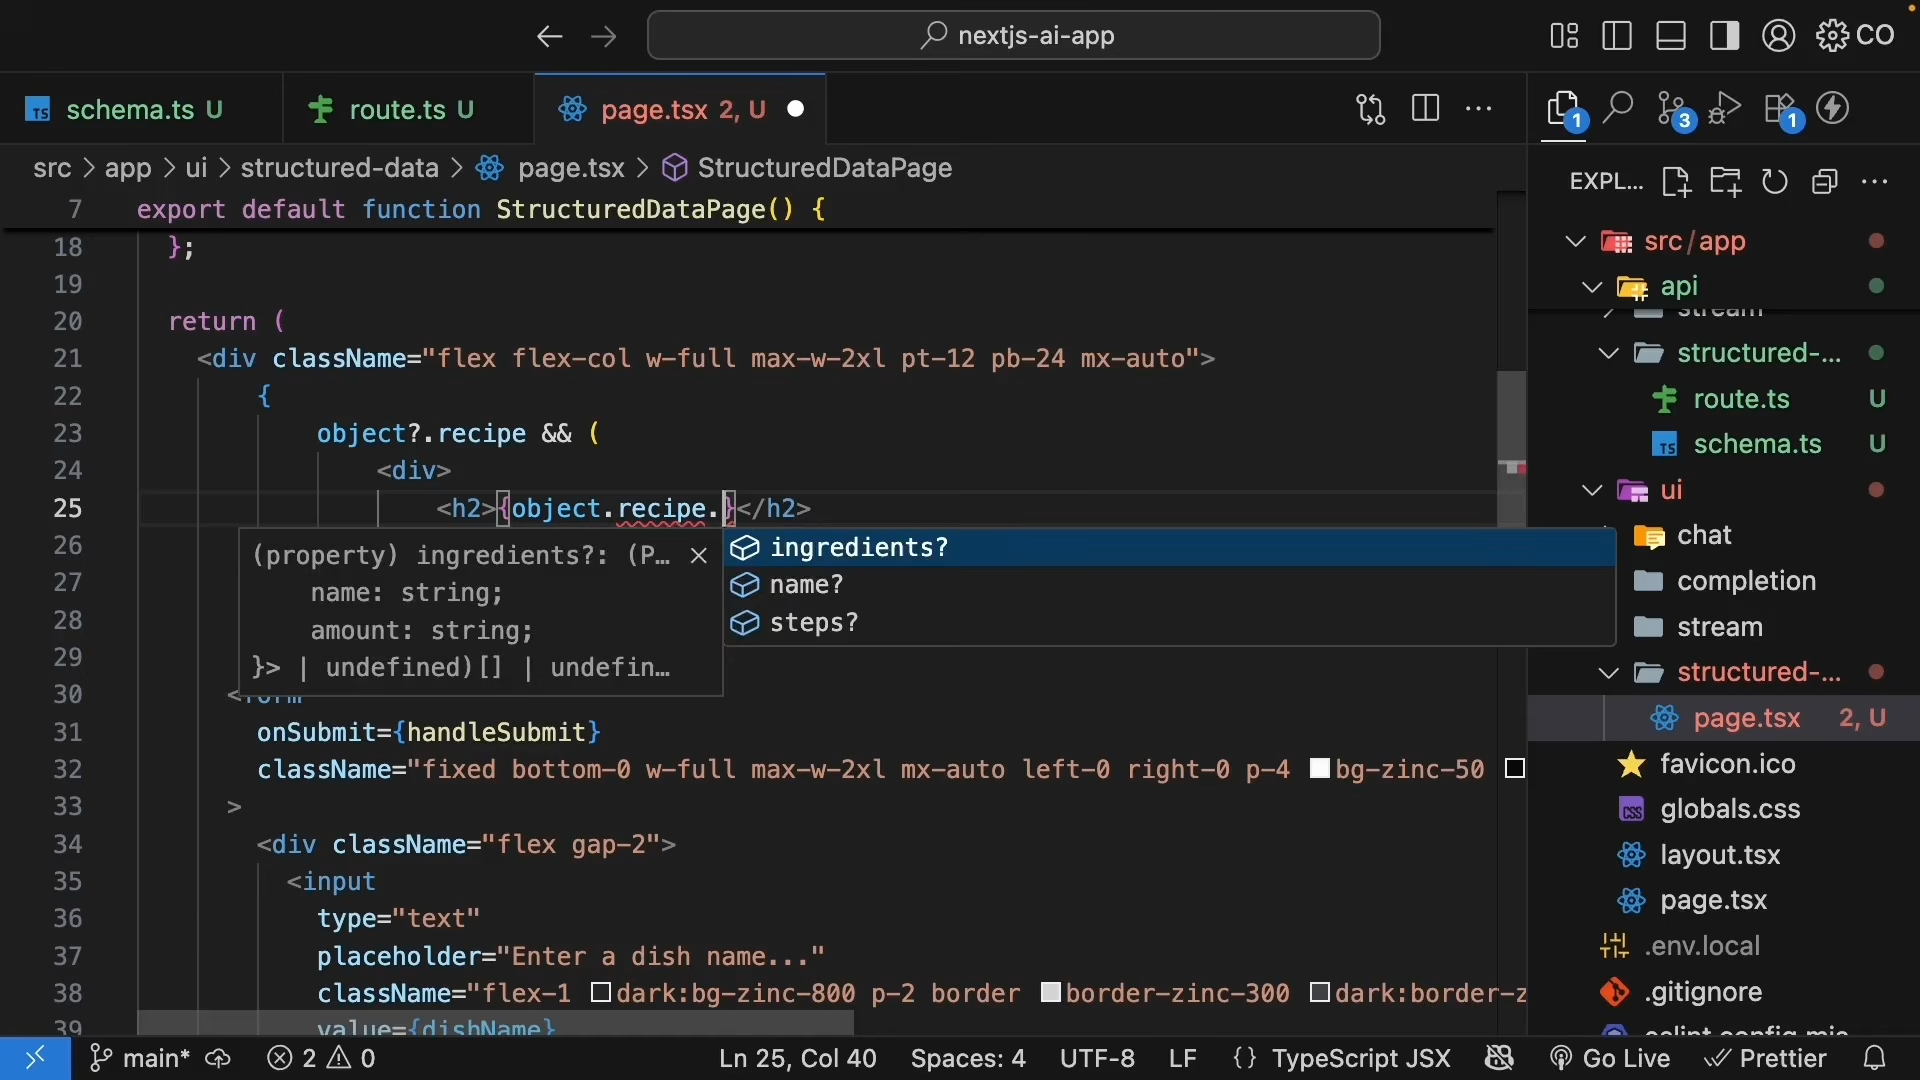 nextjs-ai-app
CO
schema.ts U
route.ts U
page.tsx 2, U
1
3
1
src > app > ui > structured-data > page.tsx > StructuredDataPage
EXPL...
7 export default function StructuredDataPage() {
18 };
19
20 return (
21 <div className="flex flex-col w-full max-w-2xl pt-12 pb-24 mx-auto">
22 {
23 object?.recipe && (
24 <div>
25 <h2>{object.recipe.}</h2>
26
27
28
29
30 <form
31 onSubmit={handleSubmit}
32 className="fixed bottom-0 w-full max-w-2xl mx-auto left-0 right-0 p-4 bg-zinc-50
33 >
34 <div className="flex gap-2">
35 <input
36 type="text"
37 placeholder="Enter a dish name..."
38 className="flex-1 dark:bg-zinc-800 p-2 border border-zinc-300 dark:border-z
39 value={dishName}
(property) ingredients?: (P…
name: string;
amount: string;
}> | undefined)[] | undefin…
ingredients?
name?
steps?
src/app
api
stream
structured-...
route.ts U
schema.ts U
ui
chat
completion
stream
structured-...
page.tsx 2, U
favicon.ico
globals.css
layout.tsx
page.tsx
.env.local
.gitignore
eslint.config.mjs
main*
2 0
Ln 25, Col 40
Spaces: 4
UTF-8
LF
{} TypeScript JSX
Go Live
Prettier